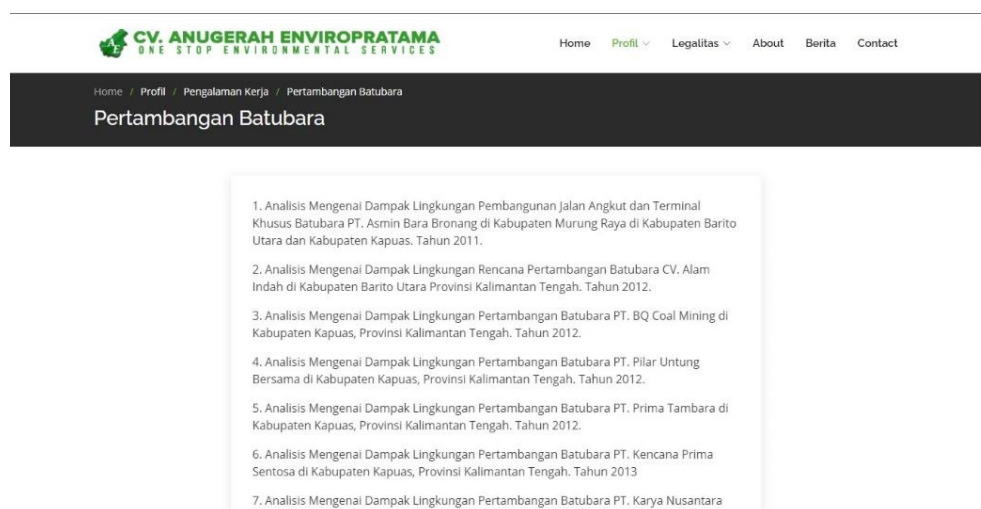 AE
CV. ANUGERAH ENVIROPRATAMA
ONE STOP ENVIRONMENTAL SERVICES
Home Profil Legalitas About Berita Contact
Home / Profil / Pengalaman Kerja / Pertambangan Batubara
Pertambangan Batubara
1. Analisis Mengenai Dampak Lingkungan Pembangunan Jalan Angkut dan Terminal
Khusus Batubara PT. Asmin Bara Bronang di Kabupaten Murung Raya di Kabupaten Barito
Utara dan Kabupaten Kapuas. Tahun 2011.
2. Analisis Mengenai Dampak Lingkungan Rencana Pertambangan Batubara CV. Alam
Indah di Kabupaten Barito Utara Provinsi Kalimantan Tengah. Tahun 2012.
3. Analisis Mengenai Dampak Lingkungan Pertambangan Batubara PT. BQ Coal Mining di
Kabupaten Kapuas, Provinsi Kalimantan Tengah. Tahun 2012.
4. Analisis Mengenai Dampak Lingkungan Pertambangan Batubara PT. Pilar Untung
Bersama di Kabupaten Kapuas, Provinsi Kalimantan Tengah. Tahun 2012.
5. Analisis Mengenai Dampak Lingkungan Pertambangan Batubara PT. Prima Tambara di
Kabupaten Kapuas, Provinsi Kalimantan Tengah. Tahun 2012.
6. Analisis Mengenai Dampak Lingkungan Pertambangan Batubara PT. Kencana Prima
Sentosa di Kabupaten Kapuas, Provinsi Kalimantan Tengah. Tahun 2013
7. Analisis Mengenai Dampak Lingkungan Pertambangan Batubara PT. Karya Nusantara